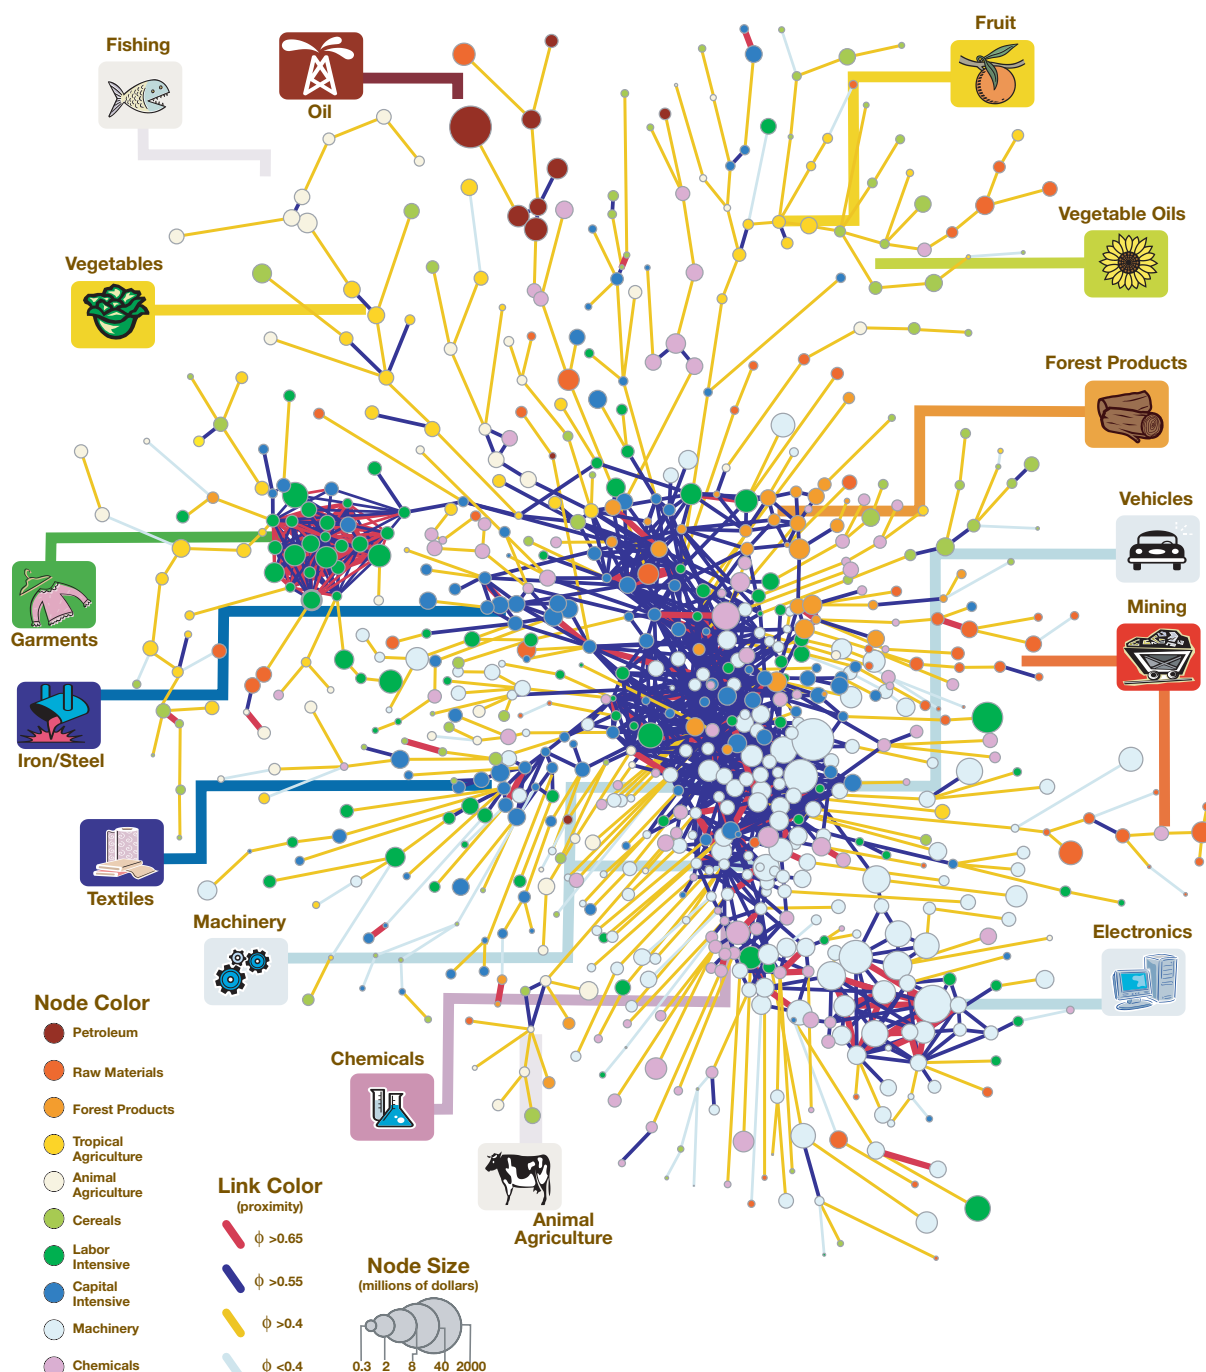 Fishing
Oil
Fruit
Vegetable Oils
Vegetables
Forest Products
Vehicles
Garments
Mining
Iron/Steel
Textiles
Machinery
Electronics
Chemicals
Animal
Agriculture
Node Color
Petroleum
Raw Materials
Forest Products
Tropical
Agriculture
Animal
Agriculture
Cereals
Labor
Intensive
Capital
Intensive
Machinery
Chemicals
Link Color
(proximity)
ϕ >0.65
ϕ >0.55
ϕ >0.4
ϕ <0.4
Node Size
(millions of dollars)
0.3 2 8 40 2000